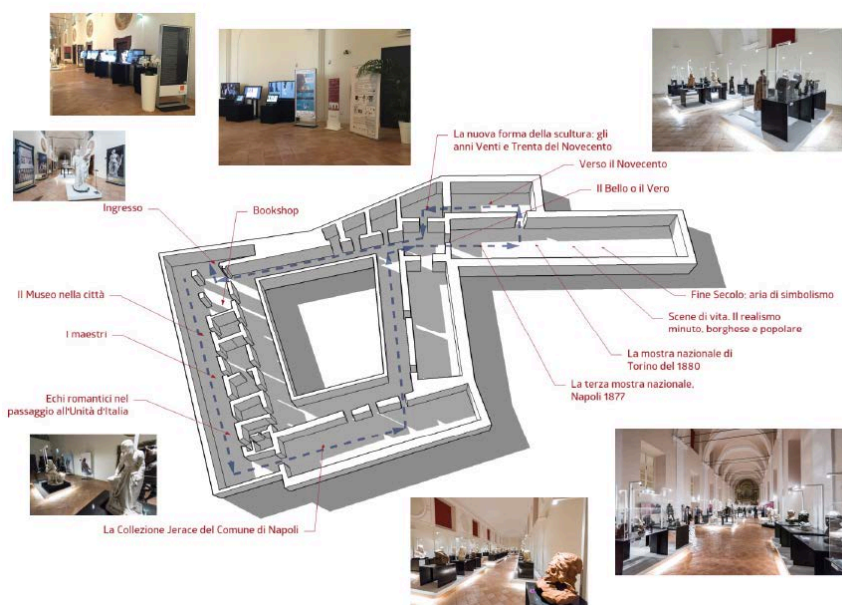 La nuova forma della scultura: gli
anni Venti e Trenta del Novecento
Verso il Novecento
Il Bello o il Vero
Ingresso
Bookshop
Il Museo nella città
I maestri
Echi romantici nel
passaggio all'Unità d'Italia
La Collezione Jerace del Comune di Napoli
Fine Secolo: aria di simbolismo
Scene di vita. Il realismo
minuto, borghese e popolare
La mostra nazionale di
Torino del 1880
La terza mostra nazionale,
Napoli 1877